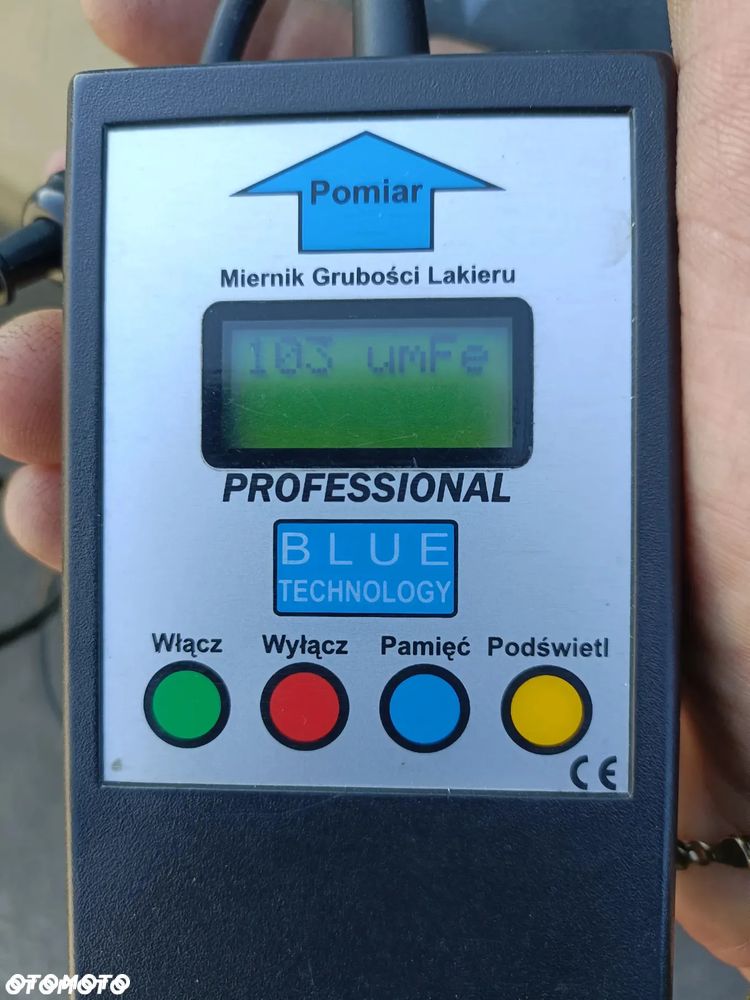 Pomiar
Miernik Grubości Lakieru
103 umFe
PROFESSIONAL
BLUE
TECHNOLOGY
Włącz Wyłącz Pamięć Podświetl
CE
OTOMOTO